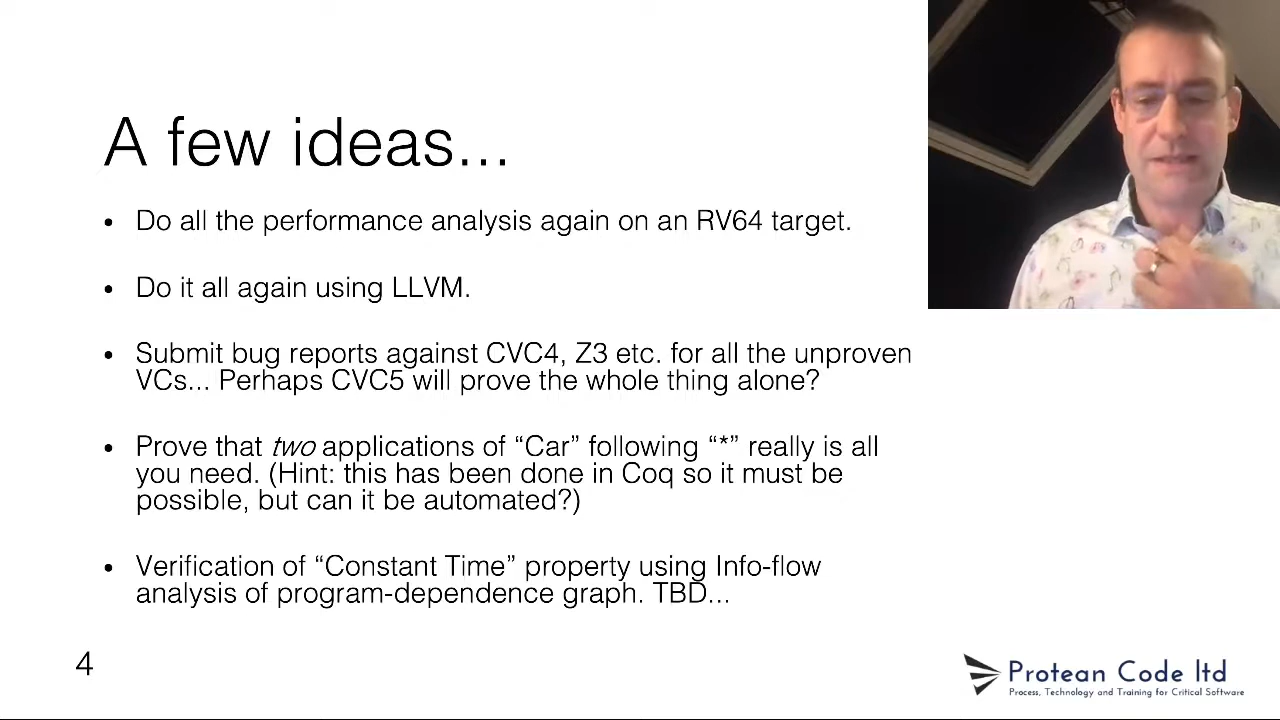 A few ideas...
• Do all the performance analysis again on an RV64 target.
• Do it all again using LLVM.
• Submit bug reports against CVC4, Z3 etc. for all the unproven
VCs... Perhaps CVC5 will prove the whole thing alone?
• Prove that two applications of “Car” following “*” really is all
you need. (Hint: this has been done in Coq so it must be
possible, but can it be automated?)
• Verification of “Constant Time” property using Info-flow
analysis of program-dependence graph. TBD...
4
Protean Code ltd
Process, Technology and Training for Critical Software